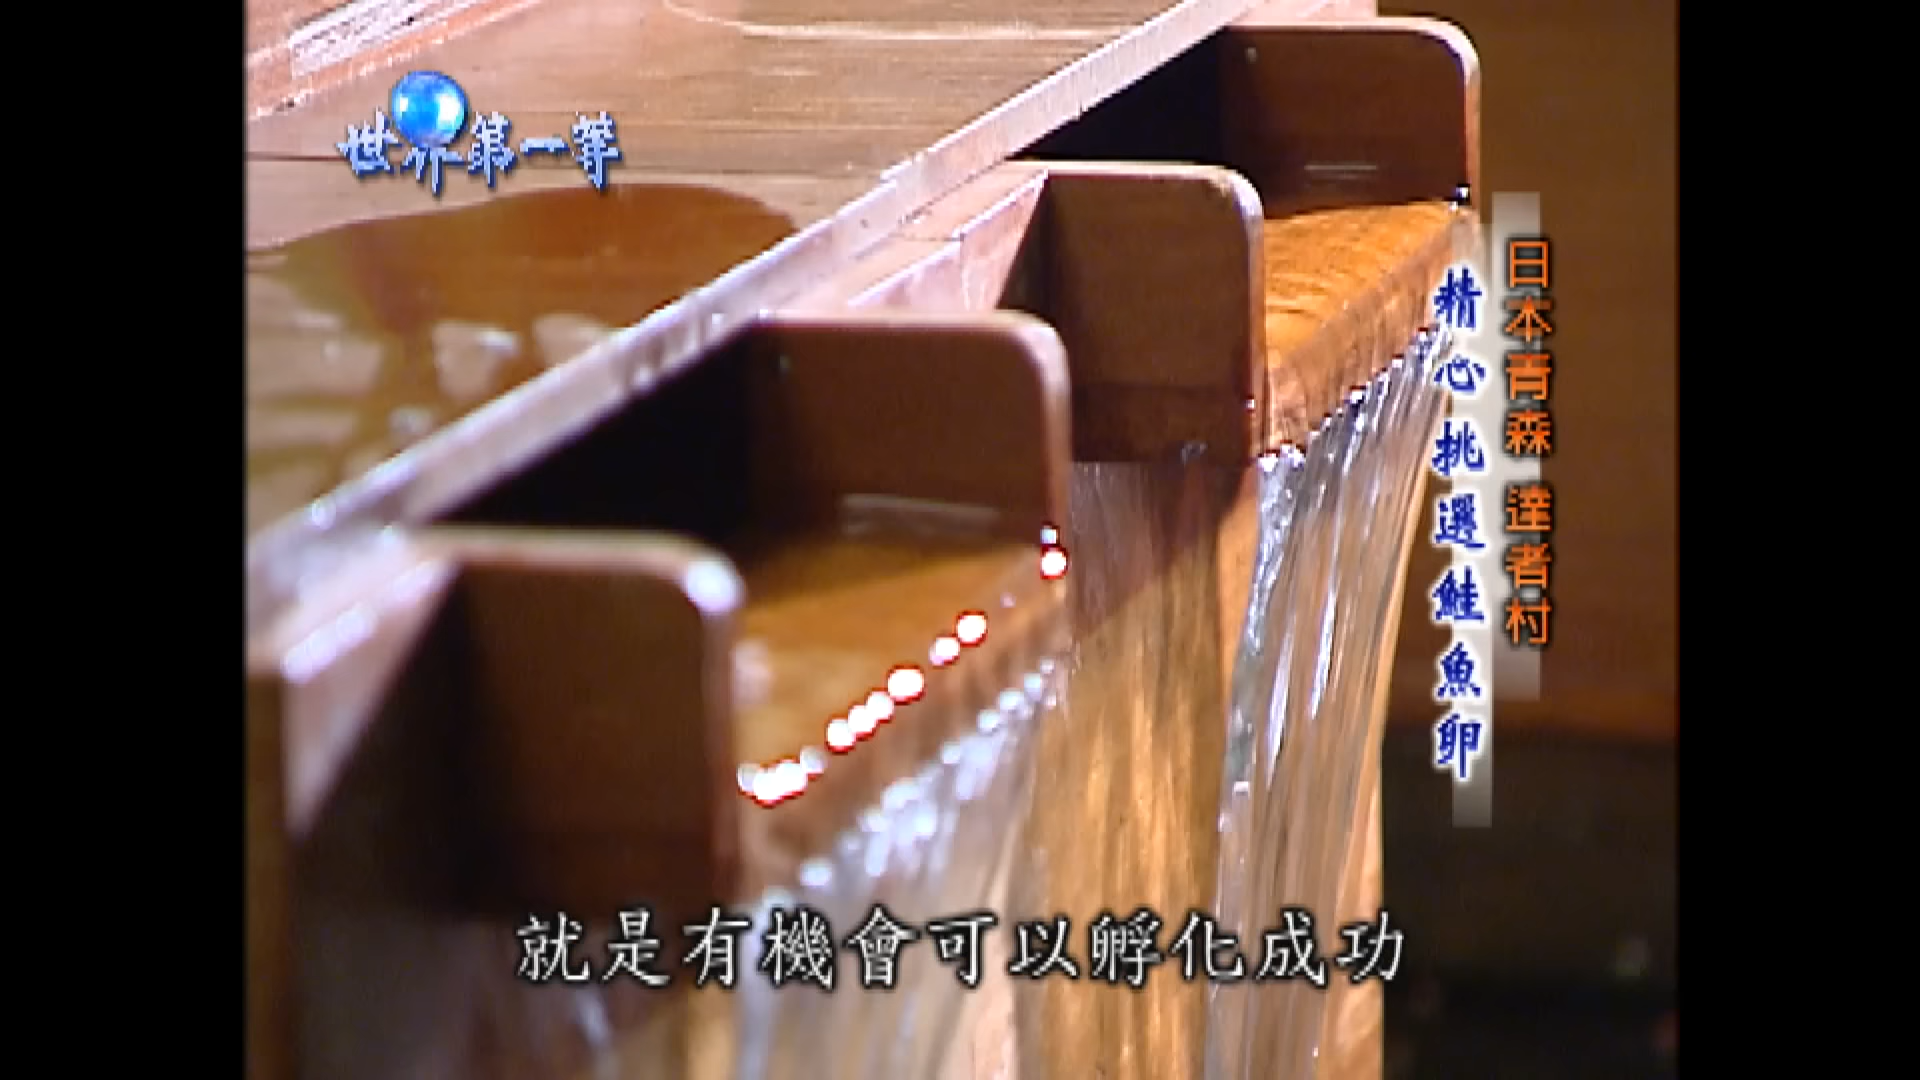 世界第一等
日本青森 達者村
精心挑選鮭魚卵
就是有機會可以孵化成功